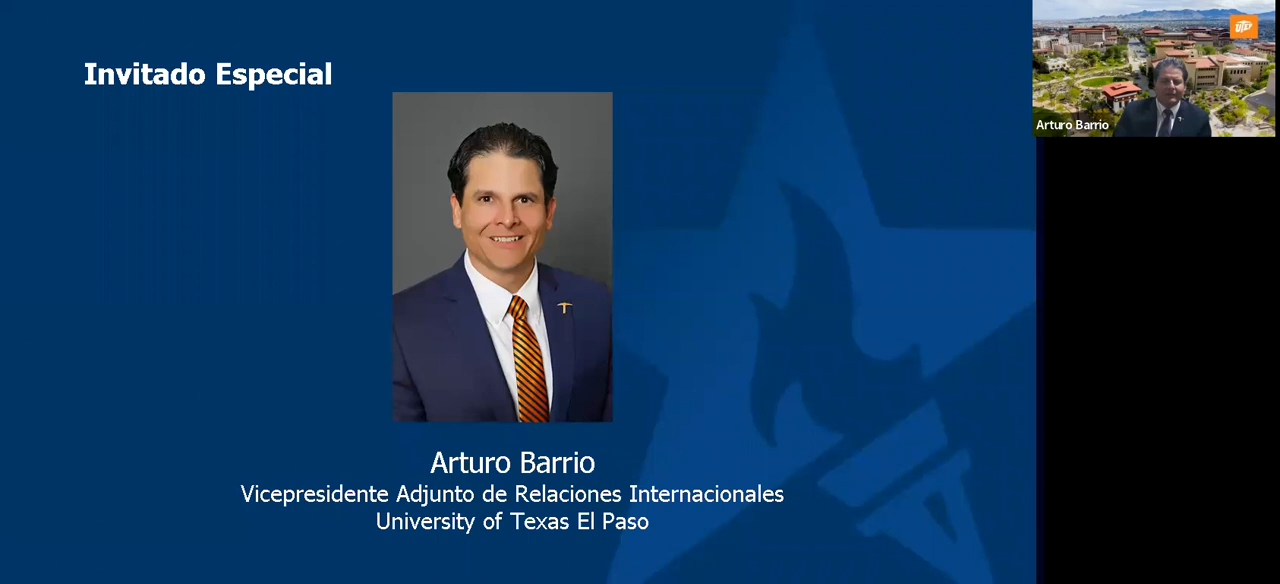 Invitado Especial
UTEP
Arturo Barrio
Arturo Barrio
Vicepresidente Adjunto de Relaciones Internacionales
University of Texas El Paso